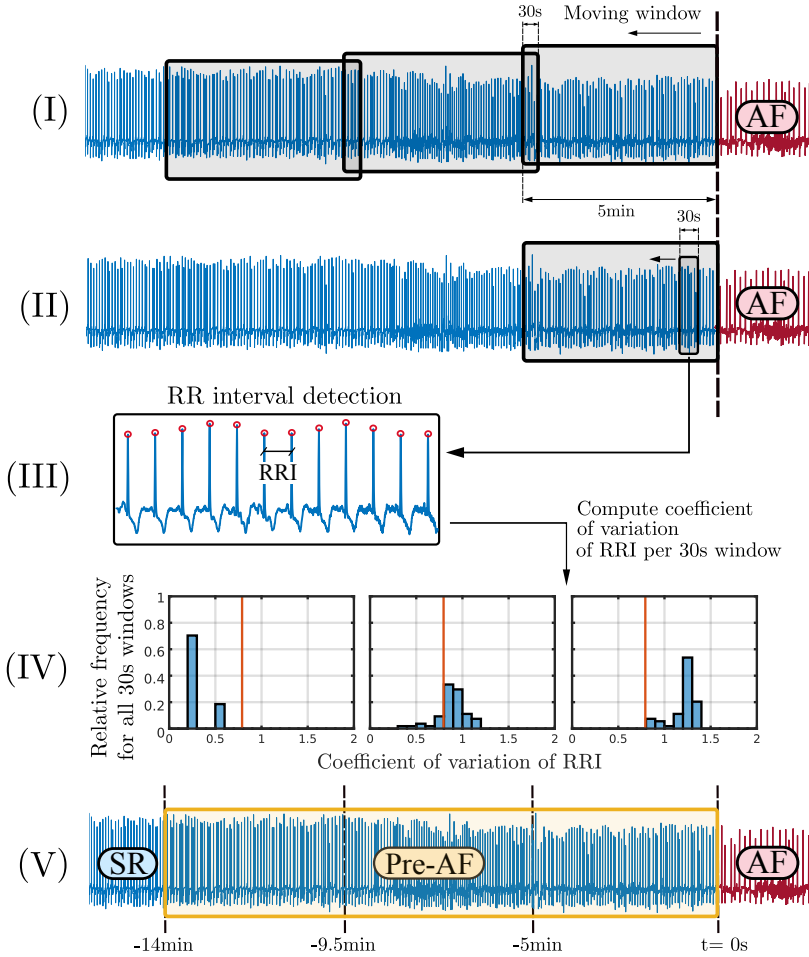 30s
Moving window
(I)
AF
5min
30s
(II)
AF
RR interval detection
(III)
RRI
Compute coefficient
of variation
of RRI per 30s window
(IV)
Relative frequency
for all 30s windows
1
0.8
0.6
0.4
0.2
0
0 0.5 1 1.5 2
0 0.5 1 1.5 2
0 0.5 1 1.5 2
Coefficient of variation of RRI
(V)
SR
Pre-AF
AF
-14min
-9.5min
-5min
t= 0s